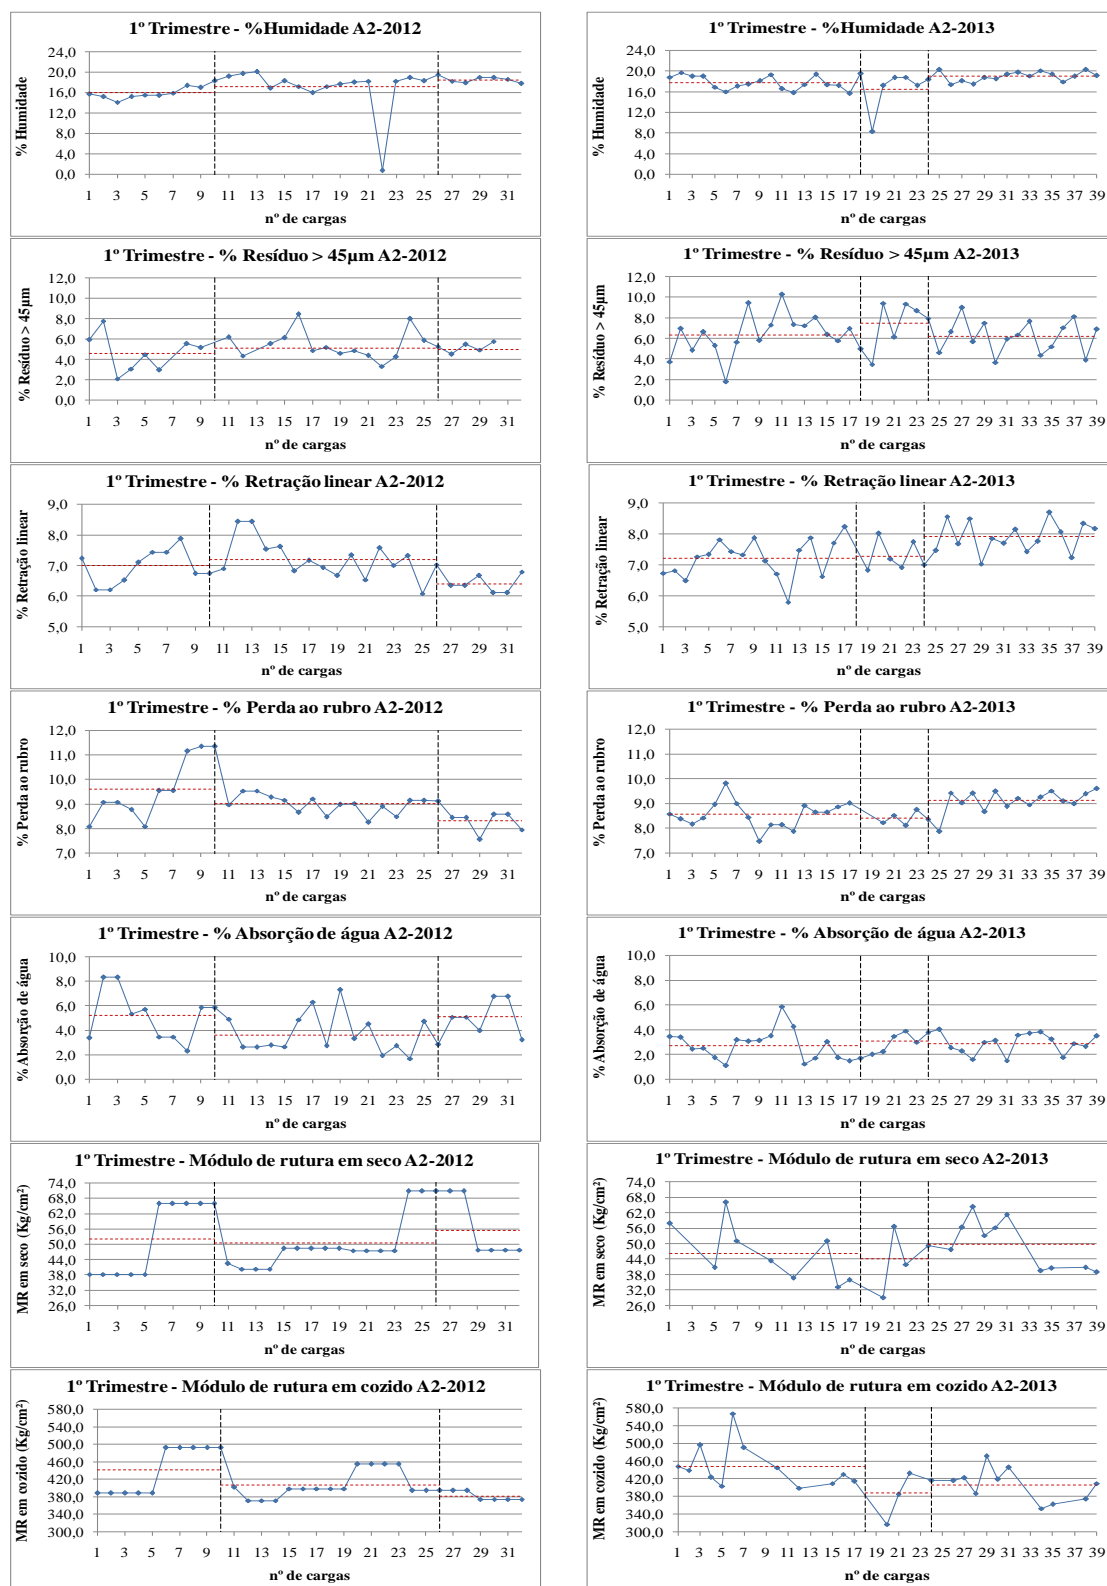 1º Trimestre - %Humidade A2-2012
% Humidade
24,0
20,0
16,0
12,0
8,0
4,0
0,0
1 3 5 7 9 11 13 15 17 19 21 23 25 27 29 31
nº de cargas
1º Trimestre - %Humidade A2-2013
% Humidade
24,0
20,0
16,0
12,0
8,0
4,0
0,0
1 3 5 7 9 11 13 15 17 19 21 23 25 27 29 31 33 35 37 39
nº de cargas
1º Trimestre - % Resíduo > 45µm A2-2012
% Resíduo > 45µm
12,0
10,0
8,0
6,0
4,0
2,0
0,0
1 3 5 7 9 11 13 15 17 19 21 23 25 27 29 31
nº de cargas
1º Trimestre - % Resíduo > 45µm A2-2013
% Resíduo > 45µm
12,0
10,0
8,0
6,0
4,0
2,0
0,0
1 3 5 7 9 11 13 15 17 19 21 23 25 27 29 31 33 35 37 39
nº de cargas
1º Trimestre - % Retração linear A2-2012
% Retração linear
9,0
8,0
7,0
6,0
5,0
1 3 5 7 9 11 13 15 17 19 21 23 25 27 29 31
nº de cargas
1º Trimestre - % Retração linear A2-2013
% Retração linear
9,0
8,0
7,0
6,0
5,0
1 3 5 7 9 11 13 15 17 19 21 23 25 27 29 31 33 35 37 39
nº de cargas
1º Trimestre - % Perda ao rubro A2-2012
% Perda ao rubro
12,0
11,0
10,0
9,0
8,0
7,0
1 3 5 7 9 11 13 15 17 19 21 23 25 27 29 31
nº de cargas
1º Trimestre - % Perda ao rubro A2-2013
% Perda ao rubro
12,0
11,0
10,0
9,0
8,0
7,0
1 3 5 7 9 11 13 15 17 19 21 23 25 27 29 31 33 35 37 39
nº de cargas
1º Trimestre - % Absorção de água A2-2012
% Absorção de água
10,0
8,0
6,0
4,0
2,0
0,0
1 3 5 7 9 11 13 15 17 19 21 23 25 27 29 31
nº de cargas
1º Trimestre - % Absorção de água A2-2013
% Absorção de água
10,0
8,0
6,0
4,0
2,0
0,0
1 3 5 7 9 11 13 15 17 19 21 23 25 27 29 31 33 35 37 39
nº de cargas
1º Trimestre - Módulo de rutura em seco A2-2012
MR em seco (Kg/cm²)
74,0
68,0
62,0
56,0
50,0
44,0
38,0
32,0
26,0
1 3 5 7 9 11 13 15 17 19 21 23 25 27 29 31
nº de cargas
1º Trimestre - Módulo de rutura em seco A2-2013
MR em seco (Kg/cm²)
74,0
68,0
62,0
56,0
50,0
44,0
38,0
32,0
26,0
1 3 5 7 9 11 13 15 17 19 21 23 25 27 29 31 33 35 37 39
nº de cargas
1º Trimestre - Módulo de rutura em cozido A2-2012
MR em cozido (Kg/cm²)
580,0
540,0
500,0
460,0
420,0
380,0
340,0
300,0
1 3 5 7 9 11 13 15 17 19 21 23 25 27 29 31
nº de cargas
1º Trimestre - Módulo de rutura em cozido A2-2013
MR em cozido (Kg/cm²)
580,0
540,0
500,0
460,0
420,0
380,0
340,0
300,0
1 3 5 7 9 11 13 15 17 19 21 23 25 27 29 31 33 35 37 39
nº de cargas